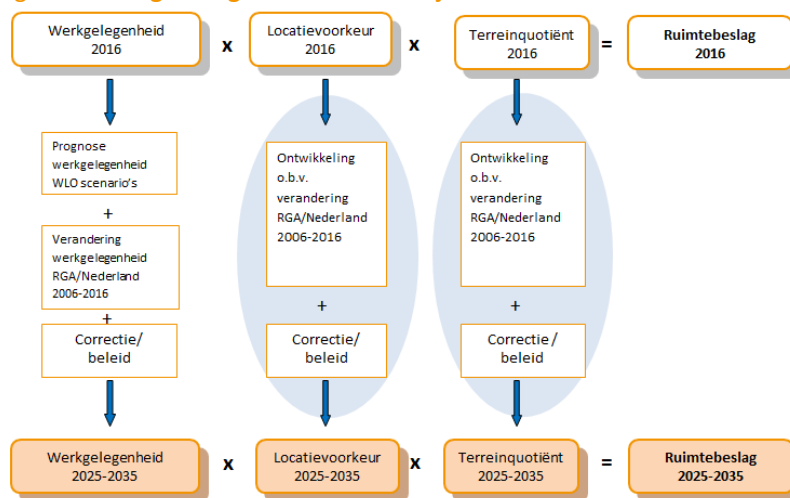 Werkgelegenheid
2016
x
Locatievoorkeur
2016
x
Terreinquotiënt
2016
=
Ruimtebeslag
2016
Prognose
werkgelegenheid
WLO scenario's
+
Verandering
werkgelegenheid
RGA/Nederland
2006-2016
+
Correctie/
beleid
Ontwikkeling
o.b.v.
verandering
RGA/Nederland
2006-2016
+
Correctie/
beleid
Ontwikkeling
o.b.v.
verandering
RGA/Nederland
2006-2016
+
Correctie /
beleid
Werkgelegenheid
2025-2035
x
Locatievoorkeur
2025-2035
x
Terreinquotiënt
2025-2035
=
Ruimtebeslag
2025-2035